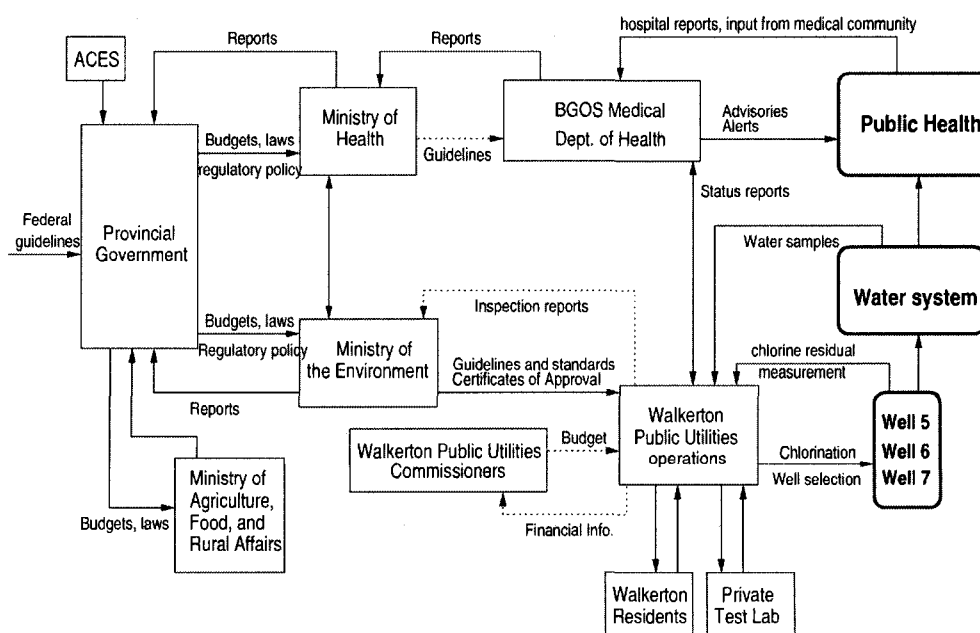 hospital reports, input from medical community
Reports
Reports
ACES
Ministry of
Health
BGOS Medical
Dept. of Health
Advisories
Alerts
Public Health
Budgets, laws
regulatory policy
Guidelines
Federal
guidelines
Provincial
Government
Status reports
Water samples
Water system
Inspection reports
Budgets, laws
Regulatory policy
Ministry of
the Environment
Guidelines and standards
Certificates of Approval
chlorine residual
measurement
Reports
Walkerton
Public Utilities
operations
Well 5
Well 6
Well 7
Walkerton Public Utilities
Commissioners
Budget
Chlorination
Well selection
Ministry of
Agriculture,
Food, and
Rural Affairs
Budgets, laws
Financial Info.
Walkerton
Residents
Private
Test Lab